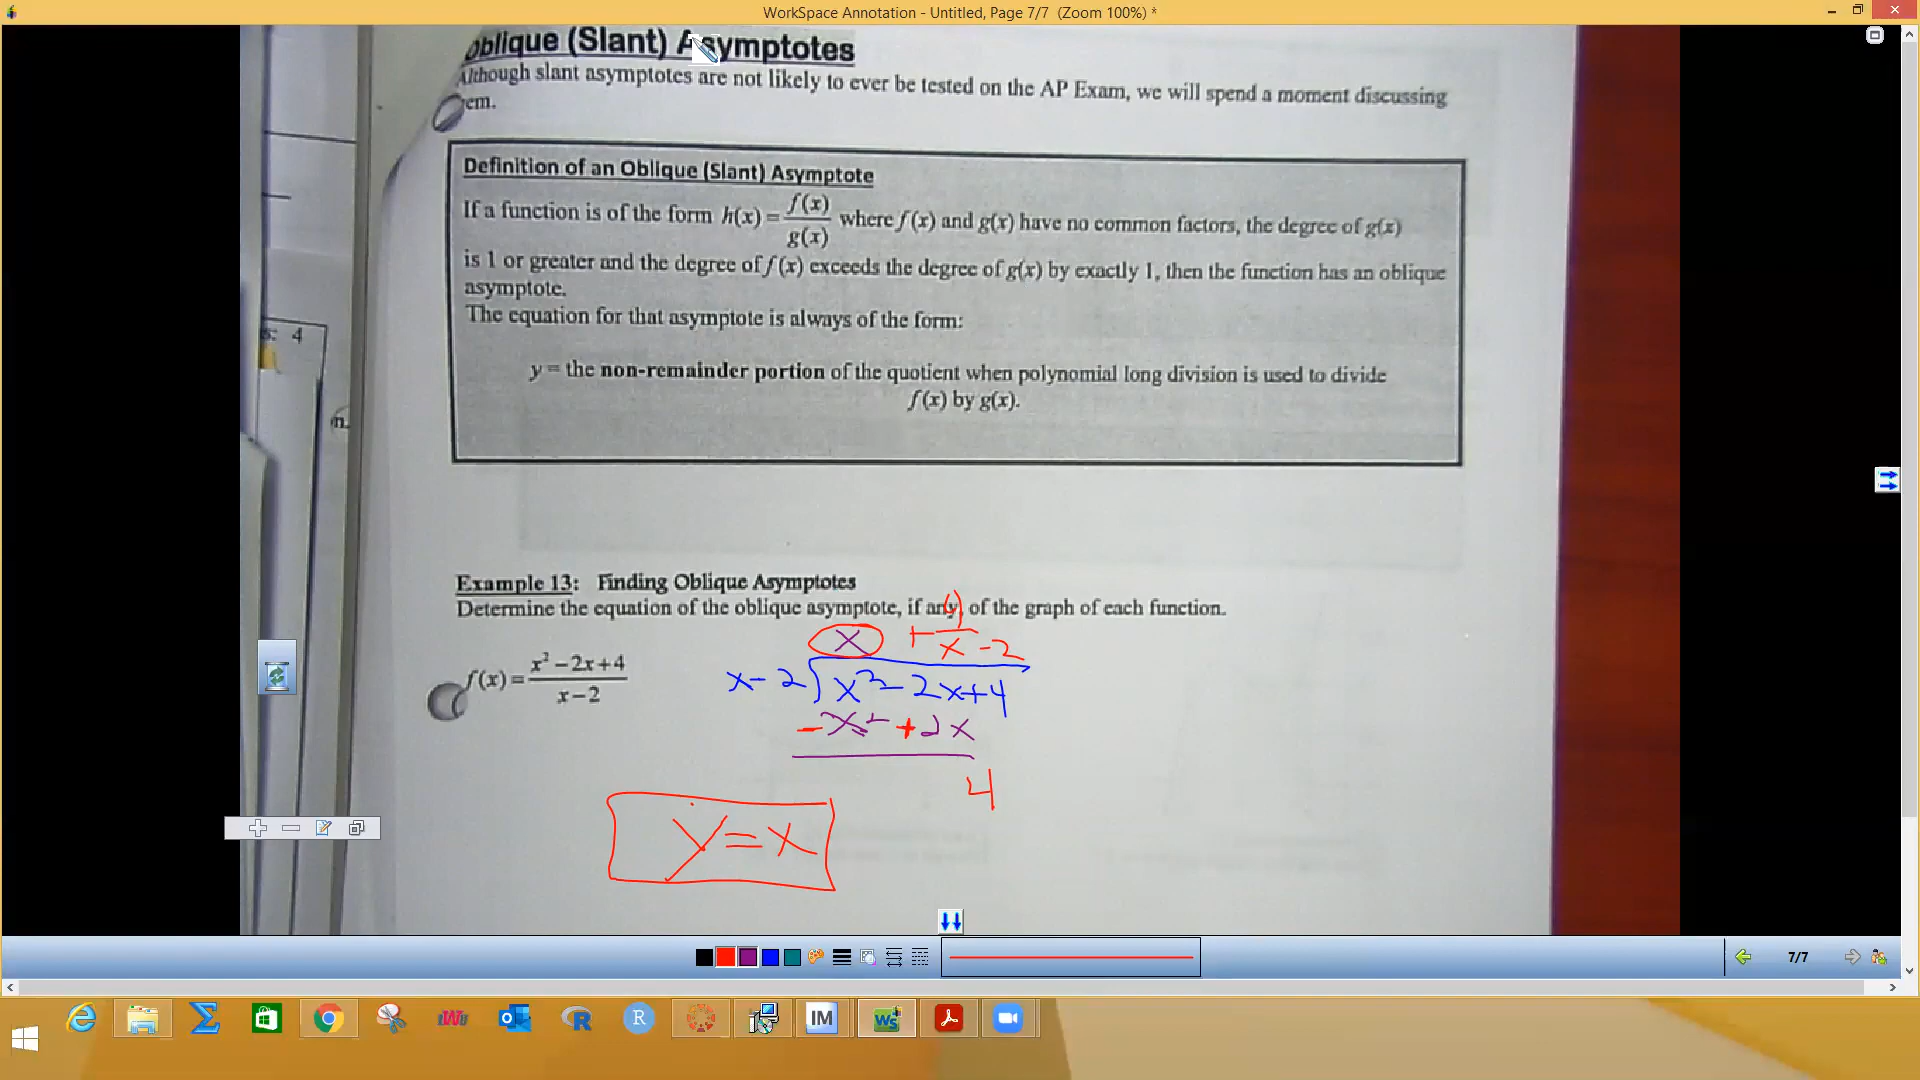 WorkSpace Annotation - Untitled, Page 7/7 (Zoom 100%) *
Oblique (Slant) Asymptotes
Although slant asymptotes are not likely to ever be tested on the AP Exam, we will spend a moment discussing
em.
Definition of an Oblique (Slant) Asymptote
If a function is of the form h(x) = f(x)/g(x) where f(x) and g(x) have no common factors, the degree of g(x)
is 1 or greater and the degree of f(x) exceeds the degree of g(x) by exactly 1, then the function has an oblique
asymptote.
The equation for that asymptote is always of the form:
y = the non-remainder portion of the quotient when polynomial long division is used to divide
f(x) by g(x).
s: 4
n.
Example 13: Finding Oblique Asymptotes
Determine the equation of the oblique asymptote, if any, of the graph of each function.
f(x) = (x² - 2x + 4)/(x - 2)
x + 4/(x - 2)
x - 2 ) x² - 2x + 4
- x² + 2x
4
y = x
7/7
IM
WS
R